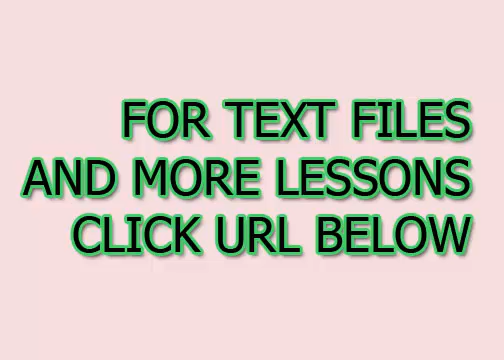 FOR TEXT FILES
AND MORE LESSONS
CLICK URL BELOW